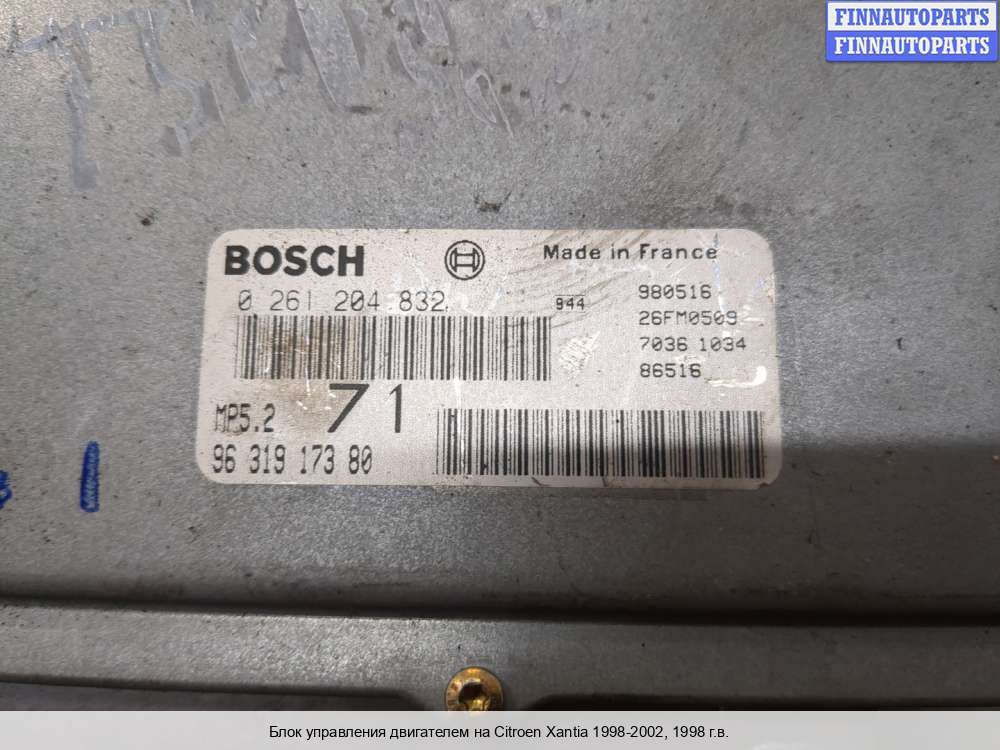 FINNAUTOPARTS
FINNAUTOPARTS
BOSCH
Made in France
0 261 204 832
944
980516
26FM0509
7036 1034
86516
MP5.2
71
96 319 173 80
Блок управления двигателем на Citroen Xantia 1998-2002, 1998 г.в.